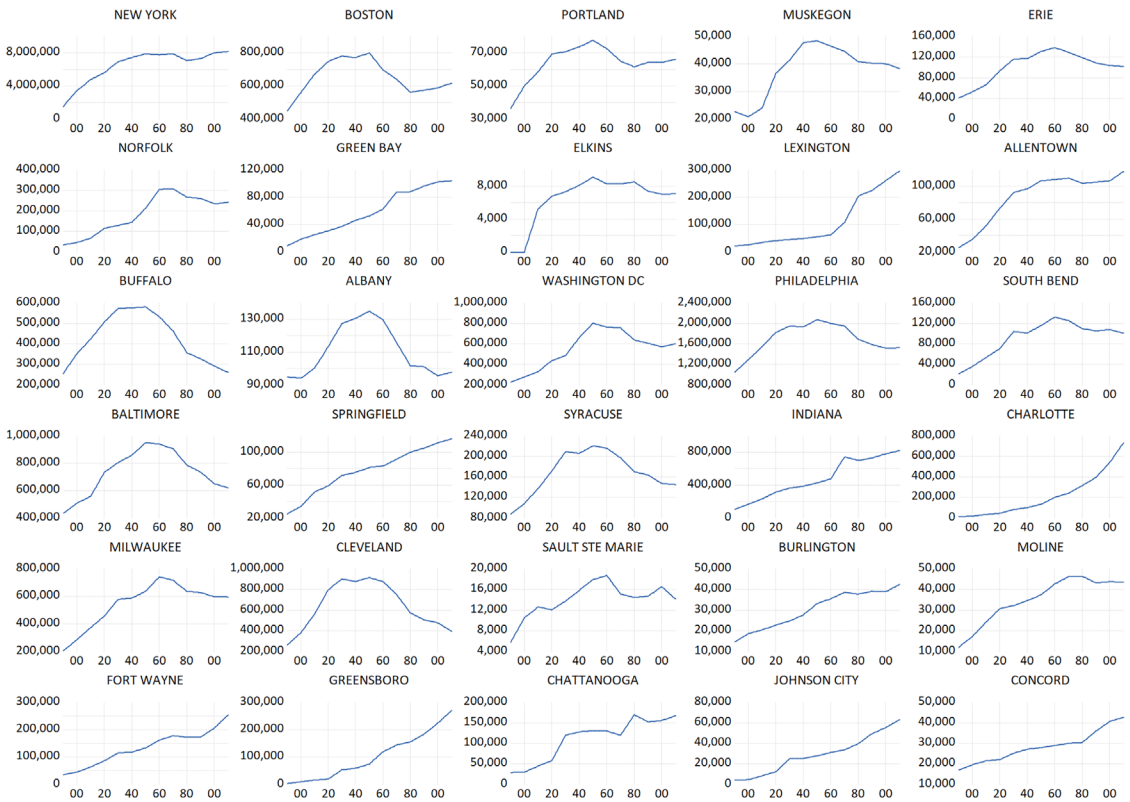 NEW YORK BOSTON PORTLAND MUSKEGON ERIE
8,000,000 4,000,000 0 00 20 40 60 80 00
800,000 600,000 400,000 00 20 40 60 80 00
70,000 50,000 30,000 00 20 40 60 80 00
50,000 40,000 30,000 20,000 00 20 40 60 80 00
160,000 120,000 80,000 40,000 0 00 20 40 60 80 00
NORFOLK GREEN BAY ELKINS LEXINGTON ALLENTOWN
400,000 300,000 200,000 100,000 0 00 20 40 60 80 00
120,000 80,000 40,000 0 00 20 40 60 80 00
8,000 4,000 0 00 20 40 60 80 00
300,000 200,000 100,000 0 00 20 40 60 80 00
100,000 60,000 20,000 00 20 40 60 80 00
BUFFALO ALBANY WASHINGTON DC PHILADELPHIA SOUTH BEND
600,000 500,000 400,000 300,000 200,000 00 20 40 60 80 00
130,000 110,000 90,000 00 20 40 60 80 00
1,000,000 800,000 600,000 400,000 200,000 00 20 40 60 80 00
2,400,000 2,000,000 1,600,000 1,200,000 800,000 00 20 40 60 80 00
160,000 120,000 80,000 40,000 0 00 20 40 60 80 00
BALTIMORE SPRINGFIELD SYRACUSE INDIANA CHARLOTTE
1,000,000 800,000 600,000 400,000 00 20 40 60 80 00
100,000 60,000 20,000 00 20 40 60 80 00
240,000 200,000 160,000 120,000 80,000 00 20 40 60 80 00
800,000 400,000 0 00 20 40 60 80 00
800,000 600,000 400,000 200,000 0 00 20 40 60 80 00
MILWAUKEE CLEVELAND SAULT STE MARIE BURLINGTON MOLINE
800,000 600,000 400,000 200,000 00 20 40 60 80 00
1,000,000 800,000 600,000 400,000 200,000 00 20 40 60 80 00
20,000 16,000 12,000 8,000 4,000 00 20 40 60 80 00
50,000 40,000 30,000 20,000 10,000 00 20 40 60 80 00
50,000 40,000 30,000 20,000 10,000 00 20 40 60 80 00
FORT WAYNE GREENSBORO CHATTANOOGA JOHNSON CITY CONCORD
300,000 200,000 100,000 0 00 20 40 60 80 00
300,000 200,000 100,000 0 00 20 40 60 80 00
200,000 150,000 100,000 50,000 0 00 20 40 60 80 00
80,000 60,000 40,000 20,000 0 00 20 40 60 80 00
50,000 40,000 30,000 20,000 10,000 00 20 40 60 80 00